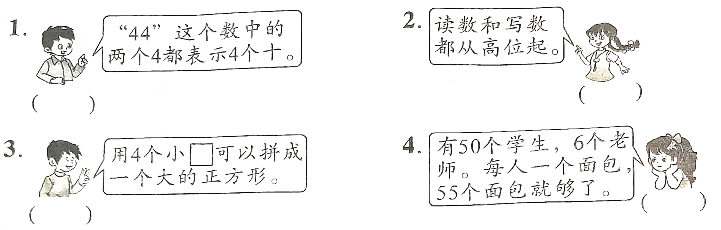 1. “44”这个数中的
两个4都表示4个十。
(    )
2. 读数和写数
都从高位起。
(    )
3. 用4个小□可以拼成
一个大的正方形。
(    )
4. 有50个学生，6个老
师。每人一个面包，
55个面包就够了。
(    )